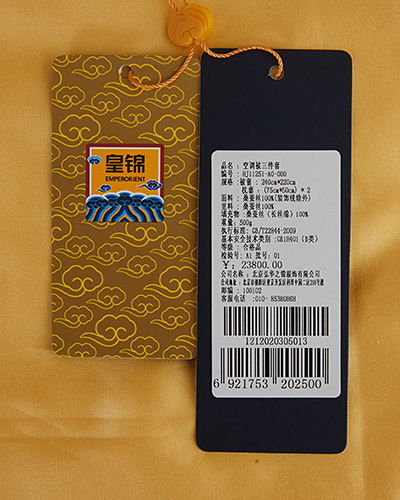 皇锦
EMPERORIENT
品名：空调被三件套
编号：HJ11251-A0-000
规格：被套：240cm*220cm
枕套：(75cm*50cm) * 2
面料：桑蚕丝100%(装饰线除外)
里料：桑蚕丝100%
填充物：桑蚕丝（长丝绵）100%
重量：500g
执行标准：GB/T22844-2009
基本安全技术类别：GB18401（B类）
等级：合格品
检验号：A1 批号：01
¥：23800.00
公司名称：北京弘华之锦服饰有限公司
邮编：100102
客服电话：010-85380868
1212020305013
6 921753 202500